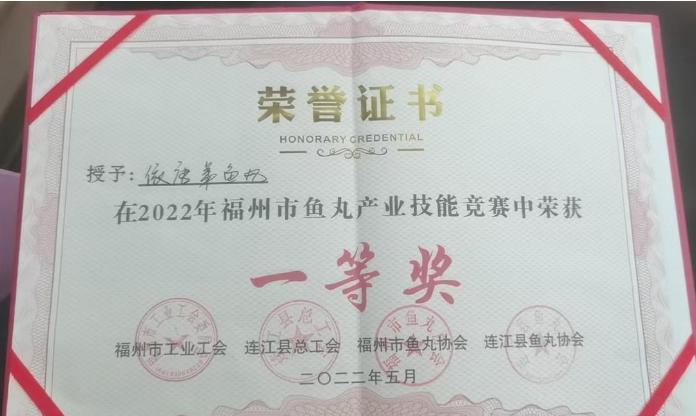 荣誉证书
HONORARY CREDENTIAL
授予：依唐弟鱼丸
在2022年福州市鱼丸产业技能竞赛中荣获
一等奖
福州市工业工会 连江县总工会 福州市鱼丸协会 连江县鱼丸协会
二〇二二年五月